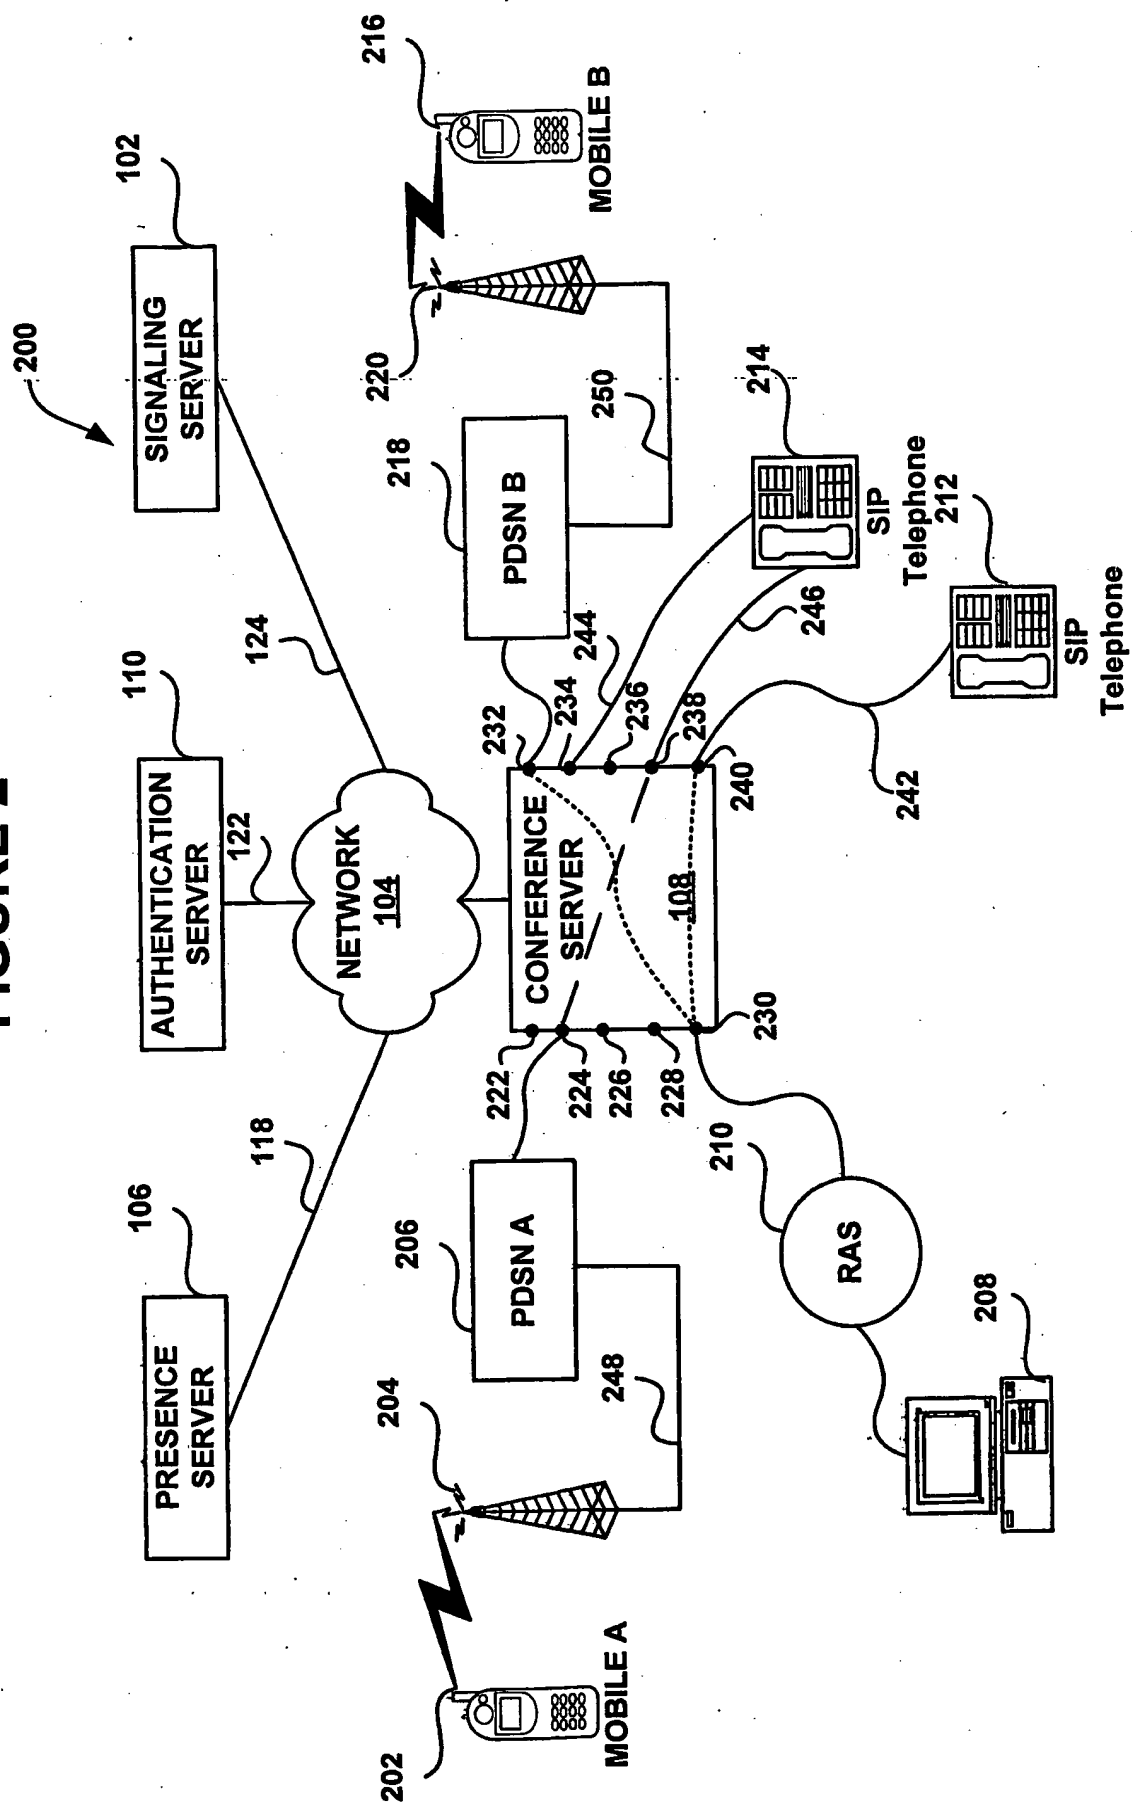 FIGURE 2
200
PRESENCE
SERVER
106
AUTHENTICATION
SERVER
110
SIGNALING
SERVER
102
118
122
124
NETWORK
104
202
MOBILE A
204
248
206
PDSN A
222
224
226
228
230
CONFERENCE
SERVER
108
232
234
236
238
240
218
PDSN B
220
250
216
MOBILE B
244
246
242
214
SIP
Telephone
212
SIP
Telephone
210
RAS
208